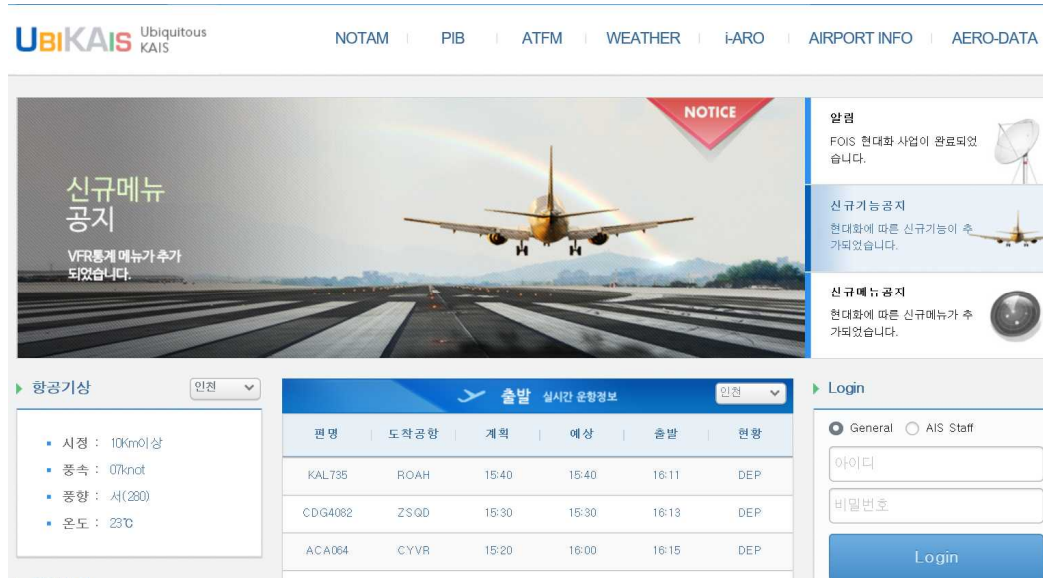 UBIKAIS Ubiquitous
KAIS
NOTAM PIB ATFM WEATHER i-ARO AIRPORT INFO AERO-DATA
신규메뉴
공지
VFR통계 메뉴가 추가
되었습니다.
NOTICE
알림
FOIS 현대화 사업이 완료되었
습니다.
신규기능공지
현대화에 따른 신규기능이 추
가되었습니다.
신규메뉴공지
현대화에 따른 신규메뉴가 추
가되었습니다.
항공기상 인천
시정 : 10Km이상
풍속 : 07knot
풍향 : 서(280)
온도 : 23℃
출발 실시간 운항정보 인천
편명 도착공항 계획 예상 출발 현황
KAL735 ROAH 15:40 15:40 16:11 DEP
CDG4082 ZSQD 15:30 15:30 16:13 DEP
ACA064 CYVR 15:20 16:00 16:15 DEP
Login
General AIS Staff
아이디
비밀번호
Login